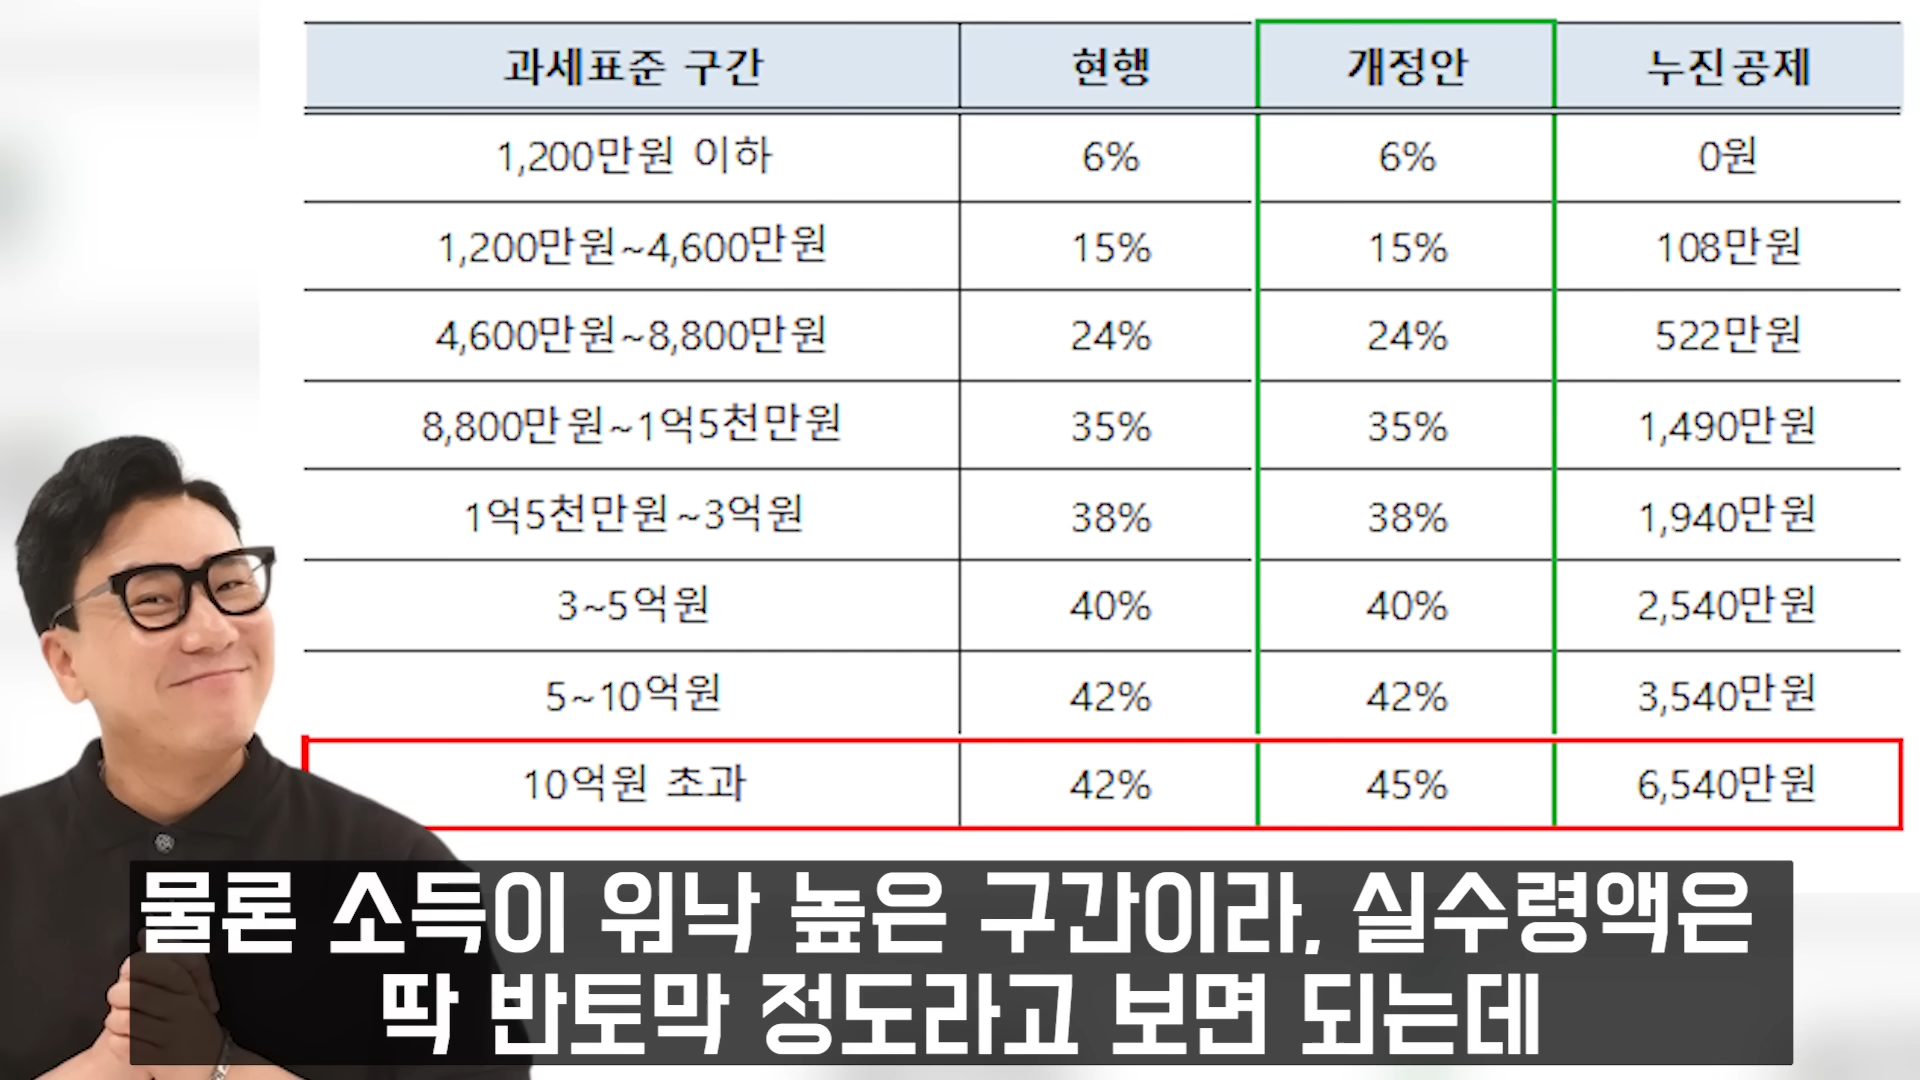 과세표준 구간 현행 개정안 누진공제
1,200만원 이하 6% 6% 0원
1,200만원~4,600만원 15% 15% 108만원
4,600만원~8,800만원 24% 24% 522만원
8,800만원~1억5천만원 35% 35% 1,490만원
1억5천만원~3억원 38% 38% 1,940만원
3~5억원 40% 40% 2,540만원
5~10억원 42% 42% 3,540만원
10억원 초과 42% 45% 6,540만원
물론 소득이 워낙 높은 구간이라, 실수령액은
딱 반토막 정도라고 보면 되는데